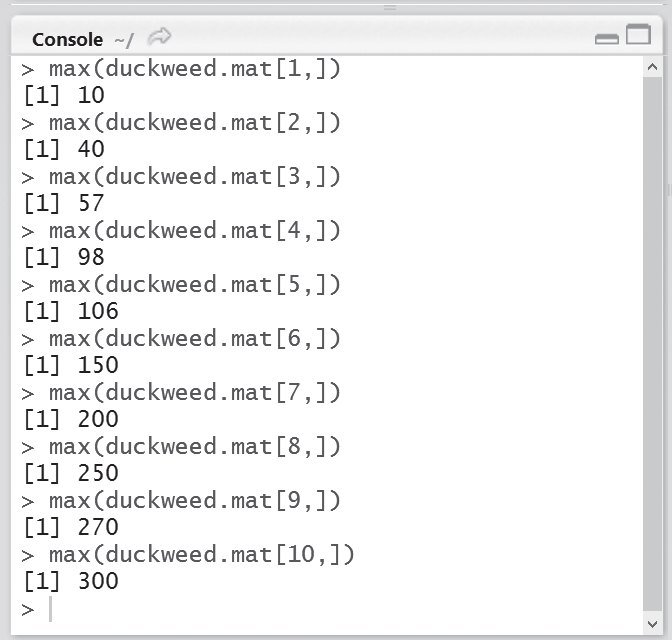 Console ~/
> max(duckweed.mat[1,])
[1] 10
> max(duckweed.mat[2,])
[1] 40
> max(duckweed.mat[3,])
[1] 57
> max(duckweed.mat[4,])
[1] 98
> max(duckweed.mat[5,])
[1] 106
> max(duckweed.mat[6,])
[1] 150
> max(duckweed.mat[7,])
[1] 200
> max(duckweed.mat[8,])
[1] 250
> max(duckweed.mat[9,])
[1] 270
> max(duckweed.mat[10,])
[1] 300
>